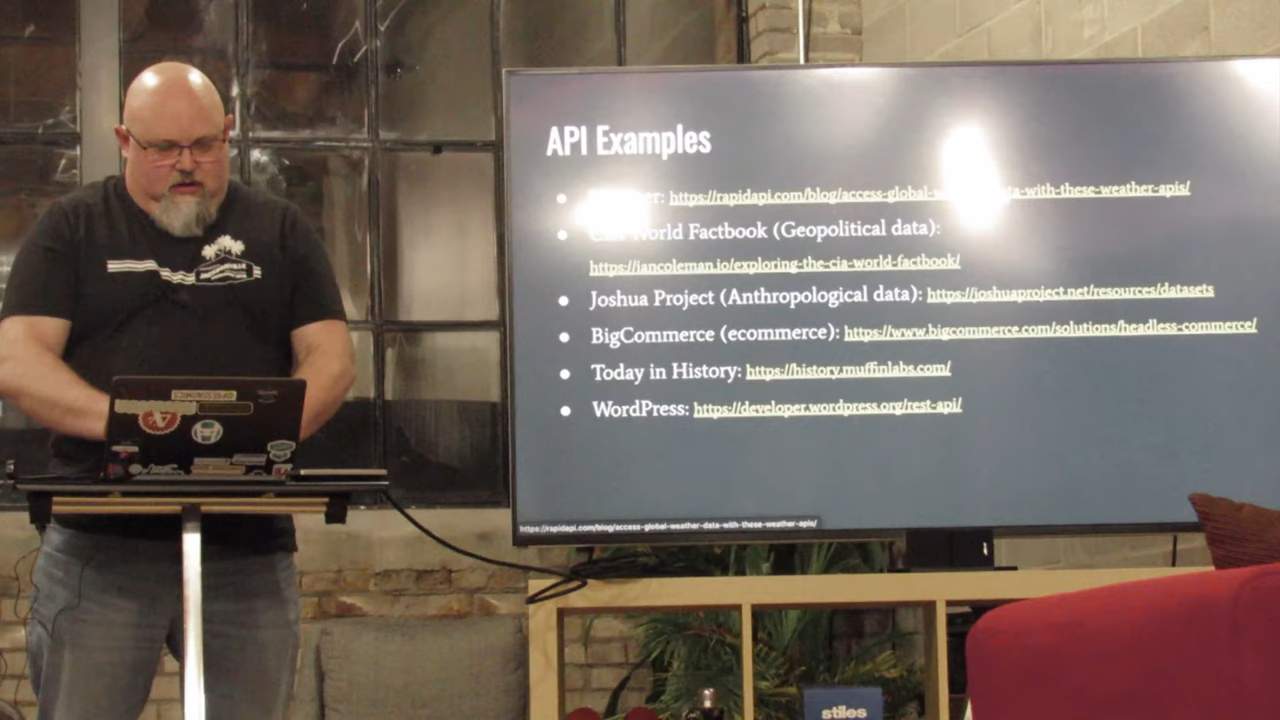 API Examples
https://rapidapi.com/blog/access-global-w ta-with-these-weather-apis/
World Factbook (Geopolitical data):
https://iancoleman.io/exploring-the-cia-world-factbook/
Joshua Project (Anthropological data): https://joshuaproject.net/resources/datasets
BigCommerce (ecommerce): https://www.bigcommerce.com/solutions/headless-commerce/
Today in History: https://history.muffinlabs.com/
WordPress: https://developer.wordpress.org/rest-api/
https://rapidapi.com/blog/access-global-weather-data-with-these-weather-apis/
stiles